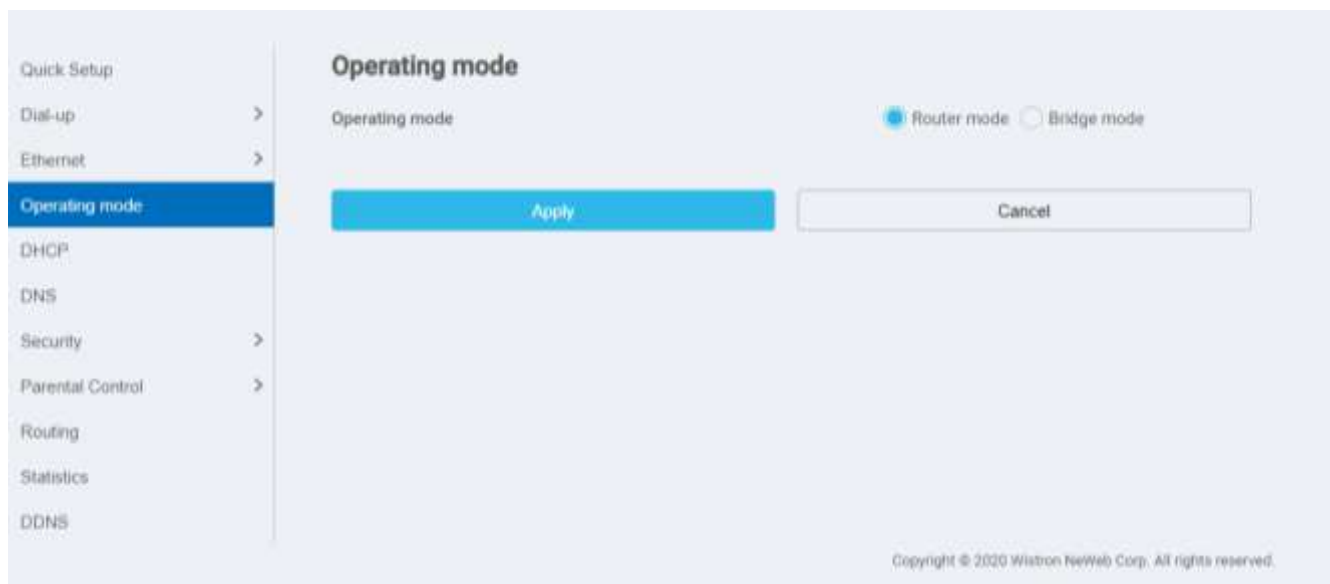 Quick Setup
Dial-up
Ethernet
Operating mode
DHCP
DNS
Security
Parental Control
Routing
Statistics
DDNS
Operating mode
Operating mode
Router mode
Bridge mode
Apply
Cancel
Copyright © 2020 Wistron NeWeb Corp. All rights reserved.